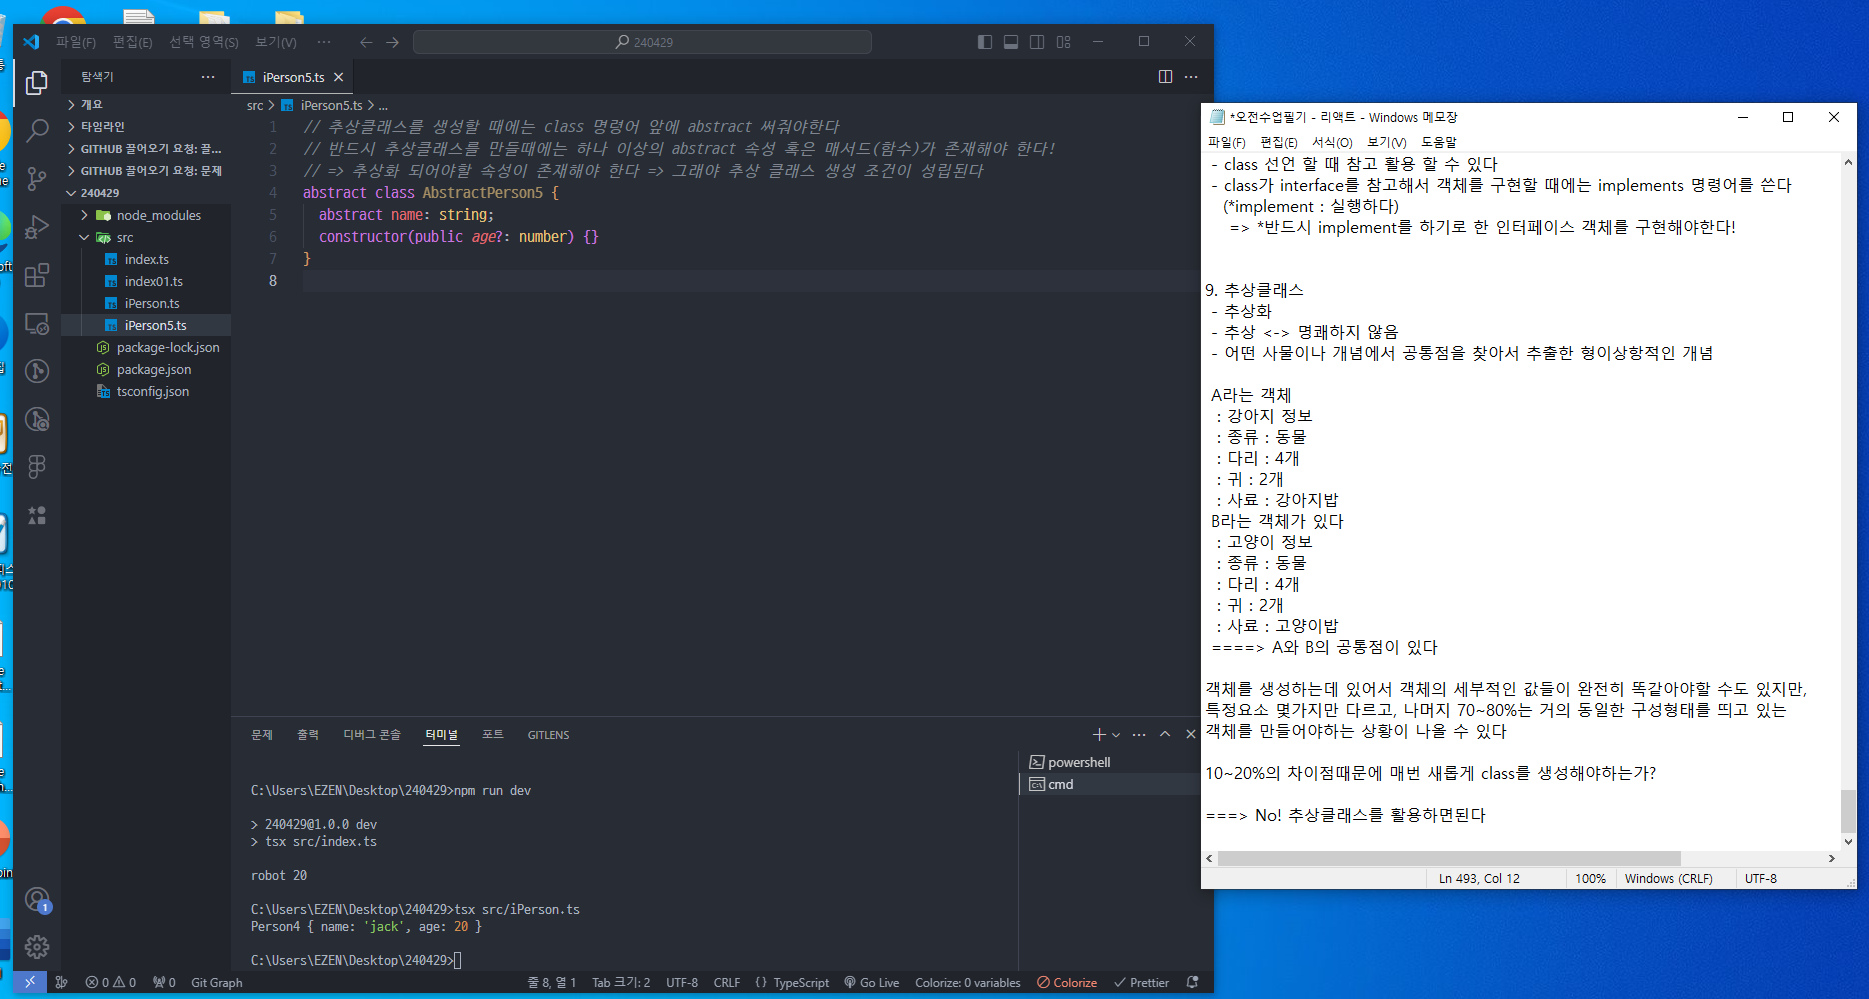 파일(F) 편집(E) 선택 영역(S) 보기(V) ··· 240429
탐색기 ···
개요
타임라인
GITHUB 끌어오기 요청: 끌...
GITHUB 끌어오기 요청: 문제
240429
node_modules
src
index.ts
index01.ts
iPerson.ts
iPerson5.ts
package-lock.json
package.json
tsconfig.json
iPerson5.ts
src > iPerson5.ts > ...
1 // 추상클래스를 생성할 때에는 class 명령어 앞에 abstract 써줘야한다
2 // 반드시 추상클래스를 만들때에는 하나 이상의 abstract 속성 혹은 매서드(함수)가 존재해야 한다!
3 // => 추상화 되어야할 속성이 존재해야 한다 => 그래야 추상 클래스 생성 조건이 성립된다
4 abstract class AbstractPerson5 {
5 abstract name: string;
6 constructor(public age?: number) {}
7 }
8
문제 출력 디버그 콘솔 터미널 포트 GITLENS
powershell
cmd
C:\Users\EZEN\Desktop\240429>npm run dev
> 240429@1.0.0 dev
> tsx src/index.ts
robot 20
C:\Users\EZEN\Desktop\240429>tsx src/iPerson.ts
Person4 { name: 'jack', age: 20 }
C:\Users\EZEN\Desktop\240429>
1
0 0 0 Git Graph 줄 8, 열 1 Tab 크기: 2 UTF-8 CRLF {} TypeScript Go Live Colorize: 0 variables Colorize Prettier
*오전수업필기 - 리액트 - Windows 메모장
파일(F) 편집(E) 서식(O) 보기(V) 도움말
- class 선언 할 때 참고 활용 할 수 있다
- class가 interface를 참고해서 객체를 구현할 때에는 implements 명령어를 쓴다
(*implement : 실행하다)
=> *반드시 implement를 하기로 한 인터페이스 객체를 구현해야한다!
9. 추상클래스
- 추상화
- 추상 <-> 명쾌하지 않음
- 어떤 사물이나 개념에서 공통점을 찾아서 추출한 형이상항적인 개념
A라는 객체
: 강아지 정보
: 종류 : 동물
: 다리 : 4개
: 귀 : 2개
: 사료 : 강아지밥
B라는 객체가 있다
: 고양이 정보
: 종류 : 동물
: 다리 : 4개
: 귀 : 2개
: 사료 : 고양이밥
====> A와 B의 공통점이 있다
객체를 생성하는데 있어서 객체의 세부적인 값들이 완전히 똑같아야할 수도 있지만,
특정요소 몇가지만 다르고, 나머지 70~80%는 거의 동일한 구성형태를 띄고 있는
객체를 만들어야하는 상황이 나올 수 있다
10~20%의 차이점때문에 매번 새롭게 class를 생성해야하는가?
===> No! 추상클래스를 활용하면된다
Ln 493, Col 12 100% Windows (CRLF) UTF-8